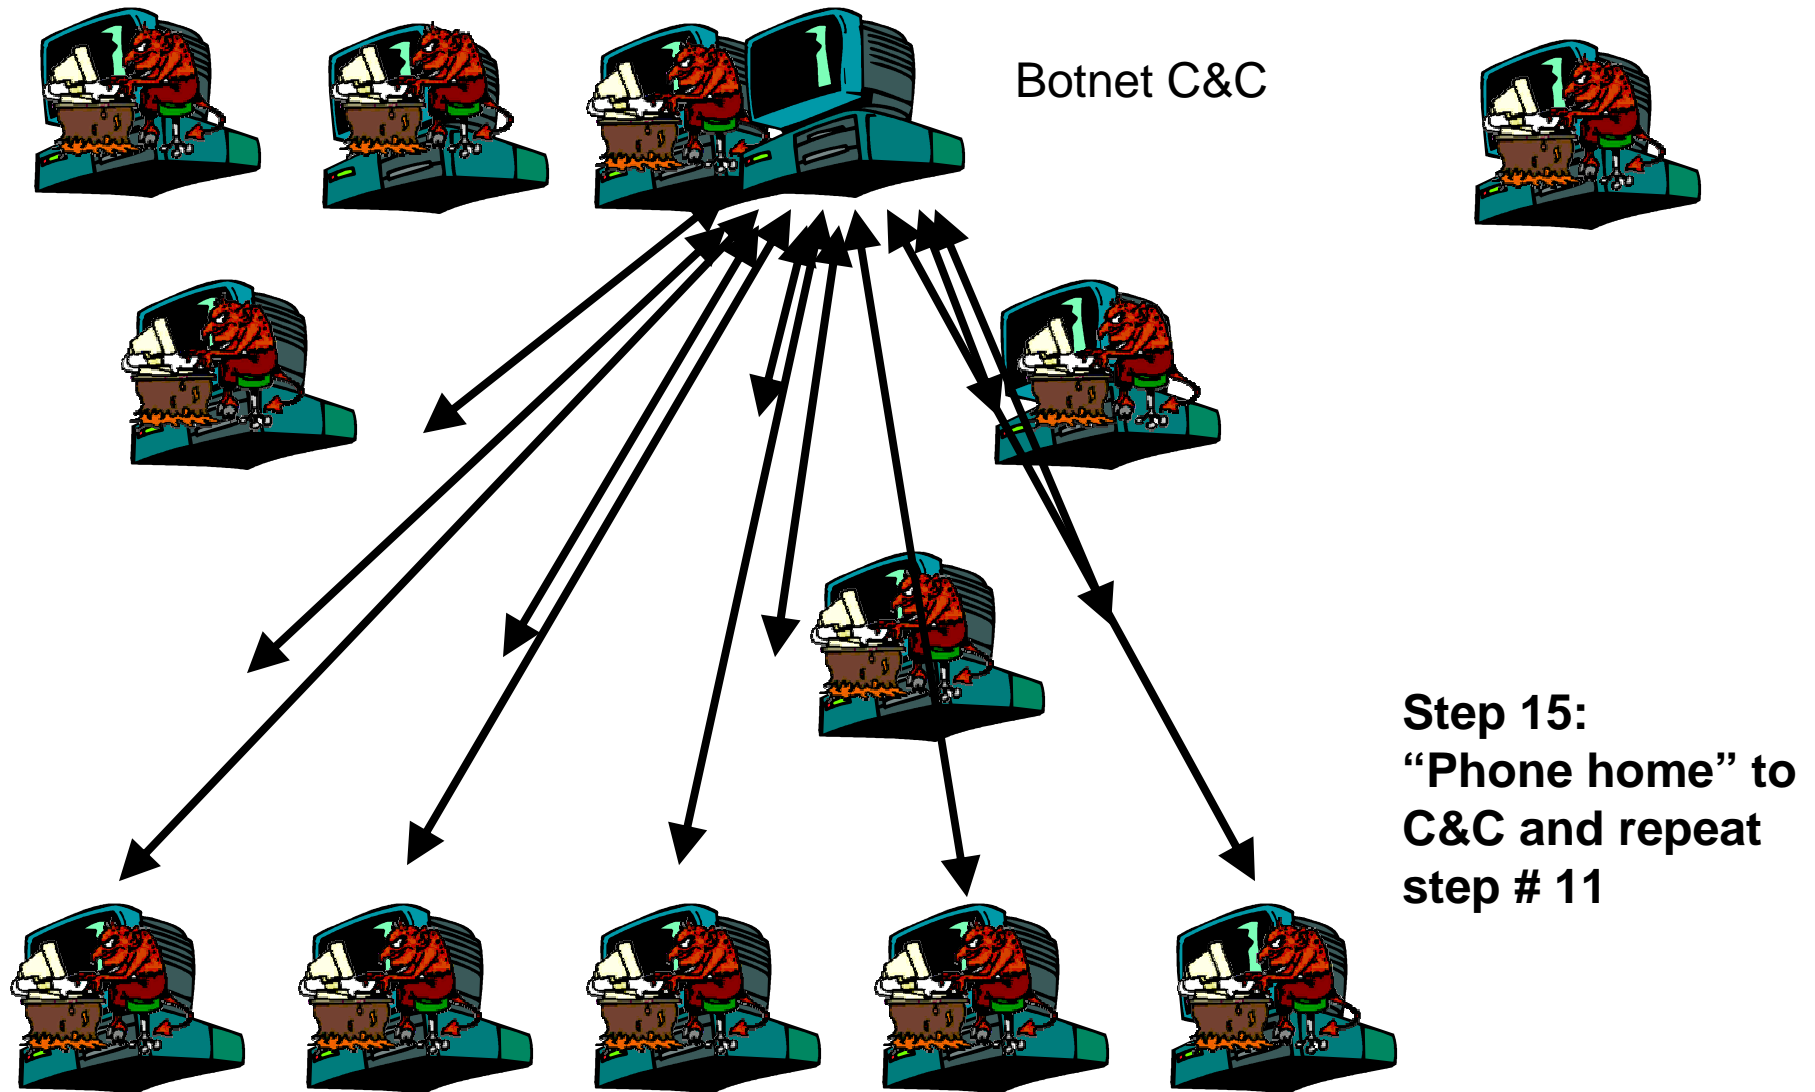 Botnet C&C
Step 15:
“Phone home” to
C&C and repeat
step # 11